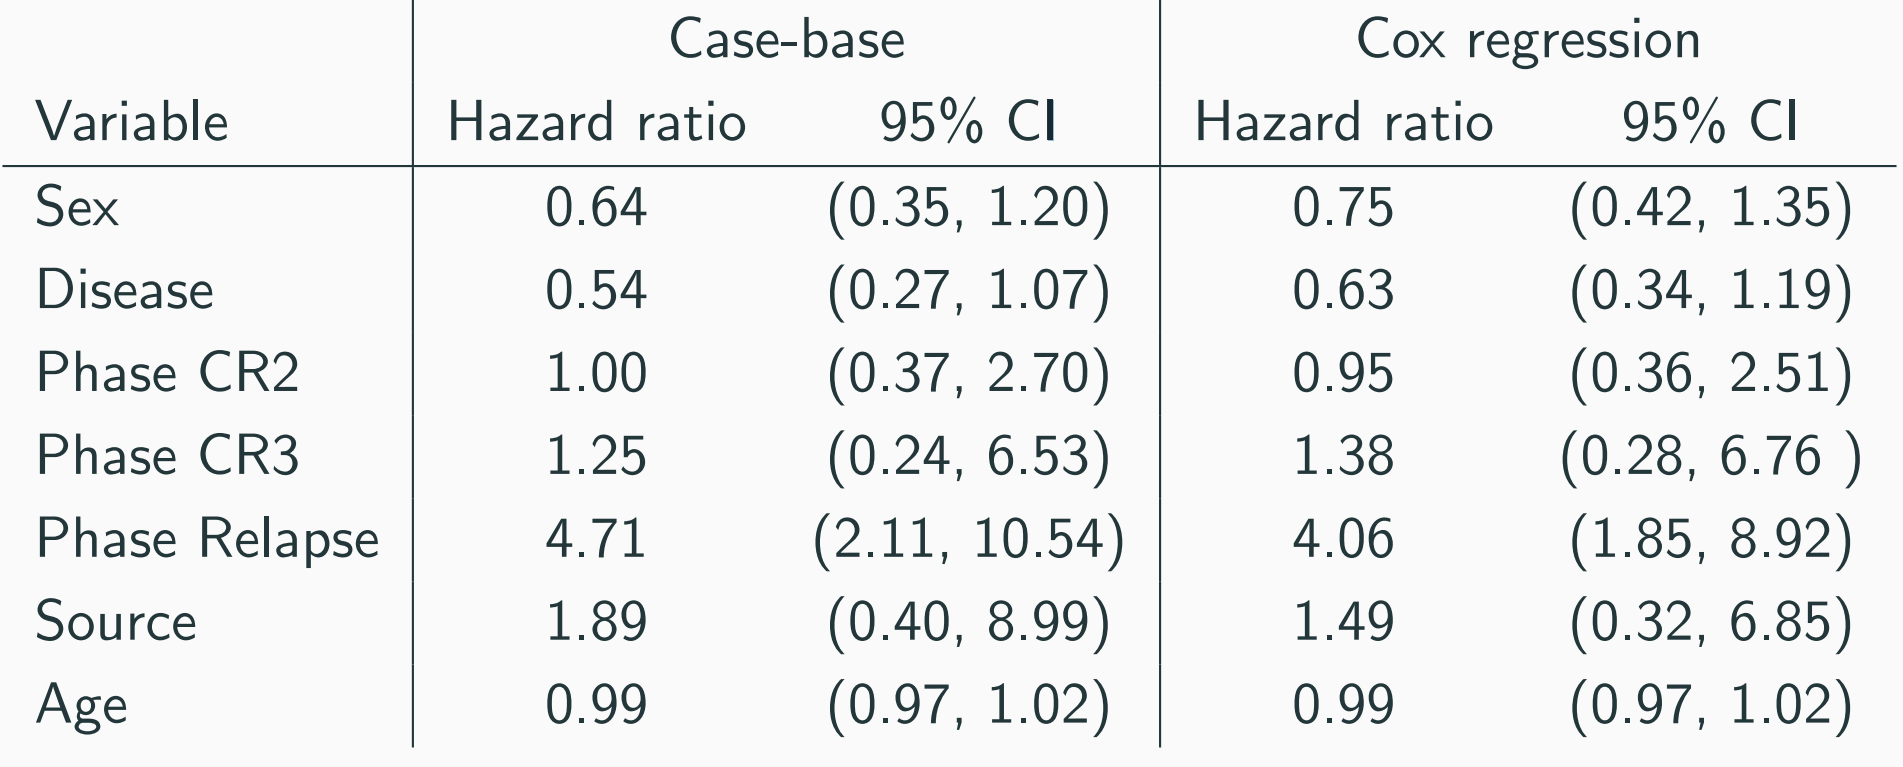 Case-base Cox regression
Variable Hazard ratio 95% CI Hazard ratio 95% CI
Sex 0.64 (0.35, 1.20) 0.75 (0.42, 1.35)
Disease 0.54 (0.27, 1.07) 0.63 (0.34, 1.19)
Phase CR2 1.00 (0.37, 2.70) 0.95 (0.36, 2.51)
Phase CR3 1.25 (0.24, 6.53) 1.38 (0.28, 6.76 )
Phase Relapse 4.71 (2.11, 10.54) 4.06 (1.85, 8.92)
Source 1.89 (0.40, 8.99) 1.49 (0.32, 6.85)
Age 0.99 (0.97, 1.02) 0.99 (0.97, 1.02)